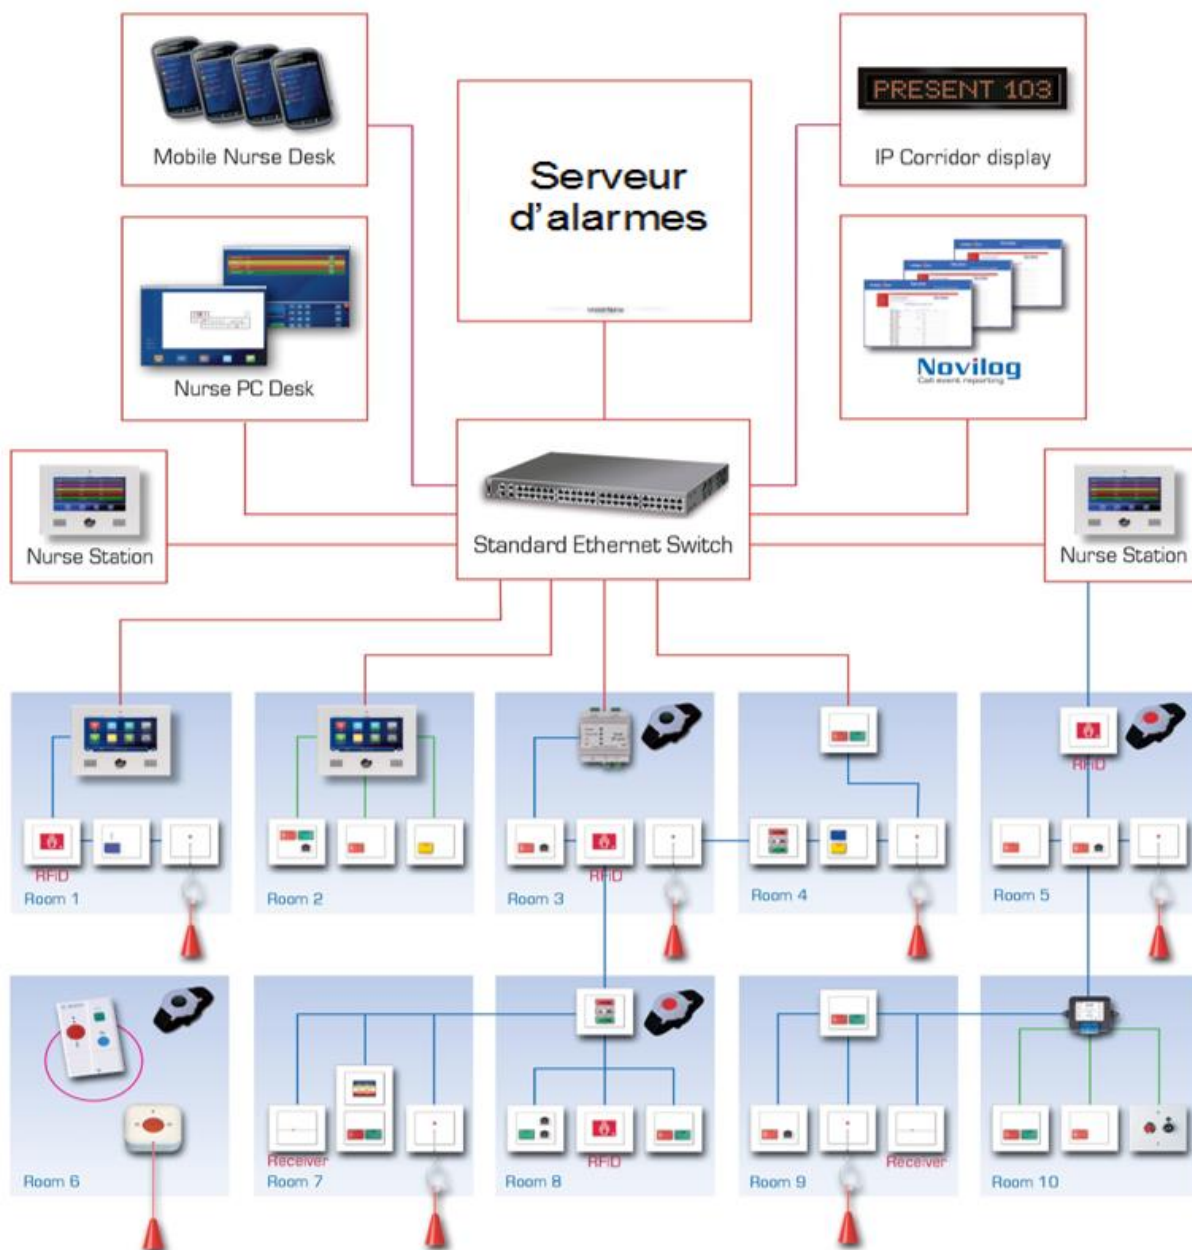 Mobile Nurse Desk
Serveur
d'alarmes
PRESENT 103
IP Corridor display
Nurse PC Desk
Novilog
Call event reporting
Nurse Station
Standard Ethernet Switch
Nurse Station
RFiD
Room 1
Room 2
RFiD
Room 3
Room 4
RFiD
Room 5
Room 6
Receiver
Room 7
RFiD
Room 8
Receiver
Room 9
Room 10